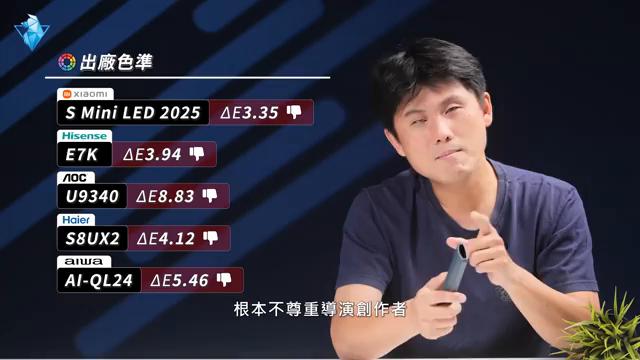 出廠色準
xiaomi
S Mini LED 2025 ΔE3.35
Hisense
E7K ΔE3.94
AOC
U9340 ΔE8.83
Haier
S8UX2 ΔE4.12
aiwa
AI-QL24 ΔE5.46
根本不尊重導演創作者